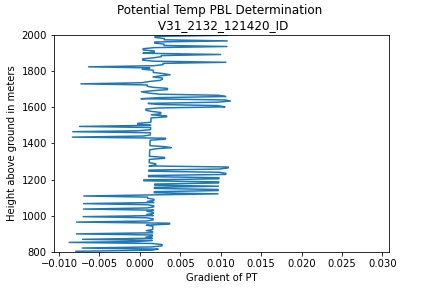 Potential Temp PBL Determination
V31_2132_121420_ID
Height above ground in meters
2000
1800
1600
1400
1200
1000
800
−0.010 −0.005 0.000 0.005 0.010 0.015 0.020 0.025 0.030
Gradient of PT